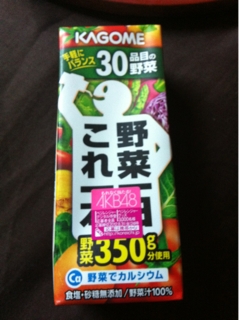 KAGOME
手軽に
バランス
30品目の
野菜
野菜
これ一本
AKB48
野菜350g分使用
Ca 野菜でカルシウム
食塩・砂糖無添加/野菜汁100%